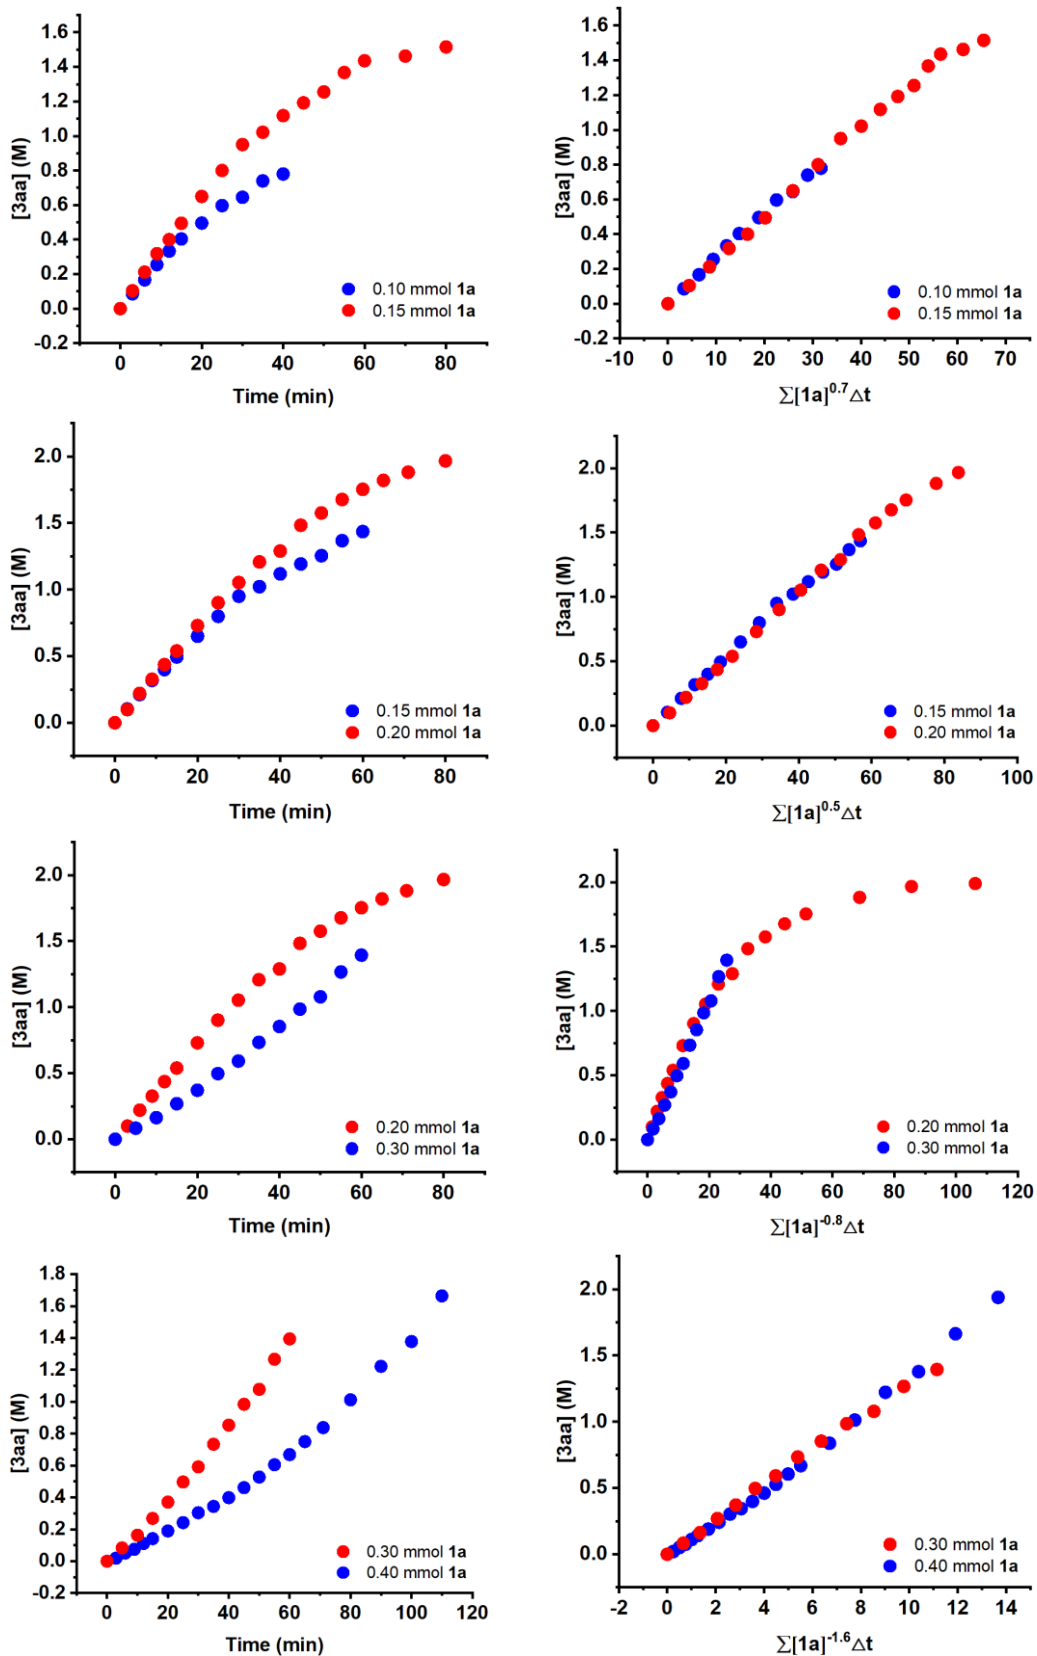 1.6
1.4
1.2
1.0
0.8
0.6
0.4
0.2
0.0
-0.2
[3aa] (M)
0.10 mmol 1a
0.15 mmol 1a
0 20 40 60 80
Time (min)
1.6
1.4
1.2
1.0
0.8
0.6
0.4
0.2
0.0
-0.2
[3aa] (M)
0.10 mmol 1a
0.15 mmol 1a
-10 0 10 20 30 40 50 60 70
∑[1a]^0.7△t
2.0
1.5
1.0
0.5
0.0
[3aa] (M)
0.15 mmol 1a
0.20 mmol 1a
0 20 40 60 80
Time (min)
2.0
1.5
1.0
0.5
0.0
[3aa] (M)
0.15 mmol 1a
0.20 mmol 1a
0 20 40 60 80 100
∑[1a]^0.5△t
2.0
1.5
1.0
0.5
0.0
[3aa] (M)
0.20 mmol 1a
0.30 mmol 1a
0 20 40 60 80
Time (min)
2.0
1.5
1.0
0.5
0.0
[3aa] (M)
0.20 mmol 1a
0.30 mmol 1a
0 20 40 60 80 100 120
∑[1a]^-0.8△t
1.8
1.6
1.4
1.2
1.0
0.8
0.6
0.4
0.2
0.0
-0.2
[3aa] (M)
0.30 mmol 1a
0.40 mmol 1a
0 20 40 60 80 100 120
Time (min)
2.0
1.5
1.0
0.5
0.0
[3aa] (M)
0.30 mmol 1a
0.40 mmol 1a
-2 0 2 4 6 8 10 12 14
∑[1a]^-1.6△t